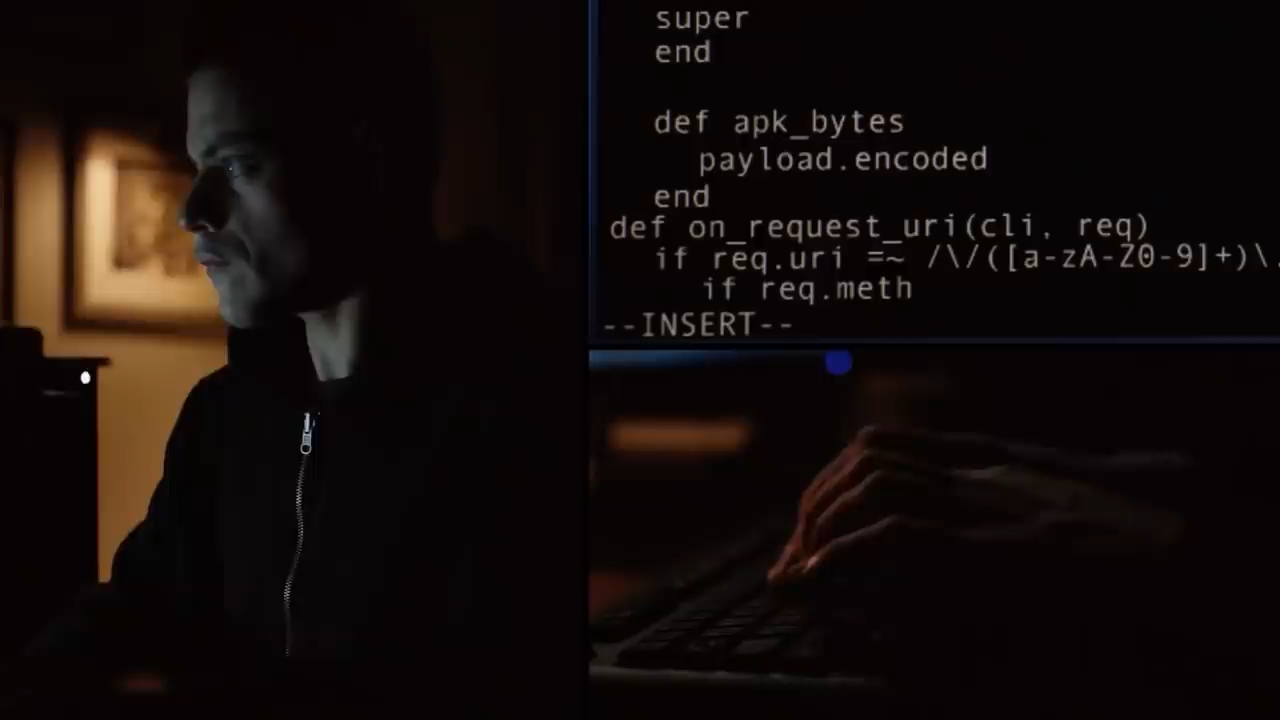 super
end
def apk_bytes
payload.encoded
end
def on_request_uri(cli, req)
if req.uri =~ /\/([a-zA-Z0-9]+)\.
if req.meth
--INSERT--